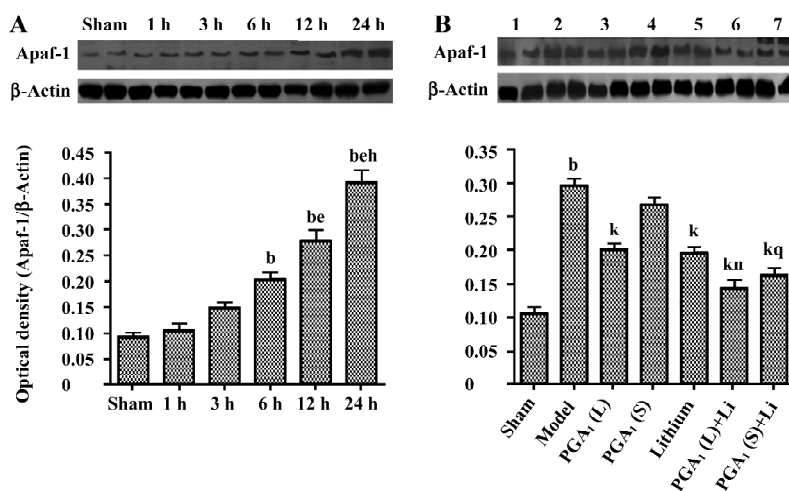 A
Sham 1 h 3 h 6 h 12 h 24 h
Apaf-1
β-Actin
Optical density (Apaf-1/β-Actin)
0.45
0.40
0.35
0.30
0.25
0.20
0.15
0.10
0.05
0
b
be
beh
Sham 1 h 3 h 6 h 12 h 24 h
B
1 2 3 4 5 6 7
Apaf-1
β-Actin
0.35
0.30
0.25
0.20
0.15
0.10
0.05
0
b
k
k
kn
kq
Sham
Model
PGA₁ (L)
PGA₁ (S)
Lithium
PGA₁ (L)+Li
PGA₁ (S)+Li